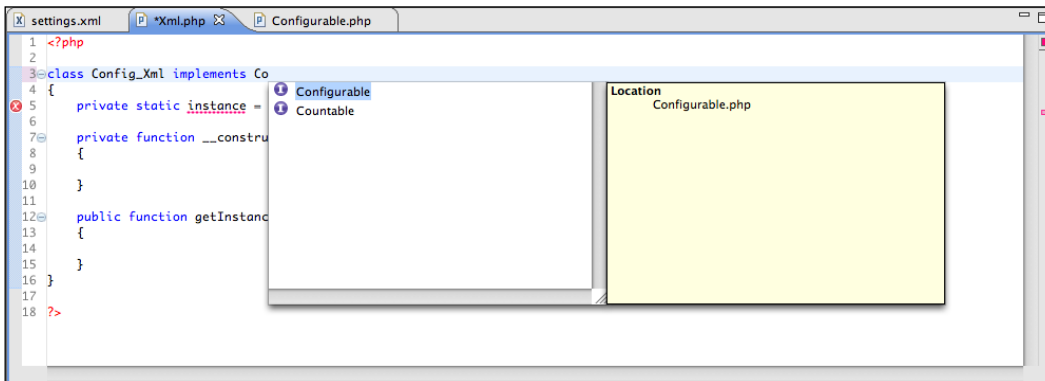 settings.xml *Xml.php Configurable.php
1 <?php
2
3 class Config_Xml implements Co
4 {
5 private static instance =
6
7 private function __constru
8 {
9
10 }
11
12 public function getInstanc
13 {
14
15 }
16 }
17
18 ?>
Configurable
Countable
Location
Configurable.php